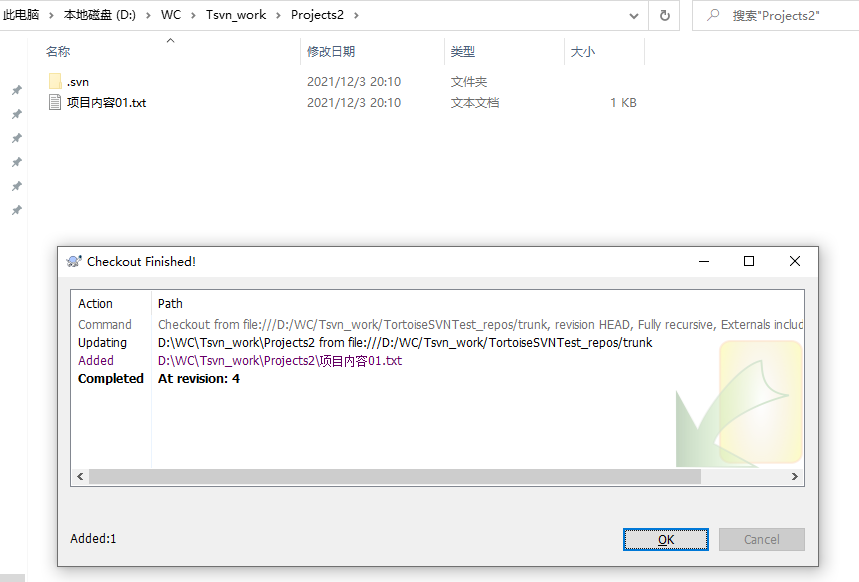 此电脑 › 本地磁盘 (D:) › WC › Tsvn_work › Projects2 ›
搜索"Projects2"
名称 修改日期 类型 大小
.svn 2021/12/3 20:10 文件夹
项目内容01.txt 2021/12/3 20:10 文本文档 1 KB
Checkout Finished!
Action Path
Command Checkout from file:///D:/WC/Tsvn_work/TortoiseSVNTest_repos/trunk, revision HEAD, Fully recursive, Externals includ
Updating D:\WC\Tsvn_work\Projects2 from file:///D:/WC/Tsvn_work/TortoiseSVNTest_repos/trunk
Added D:\WC\Tsvn_work\Projects2\项目内容01.txt
Completed At revision: 4
Added:1
OK Cancel